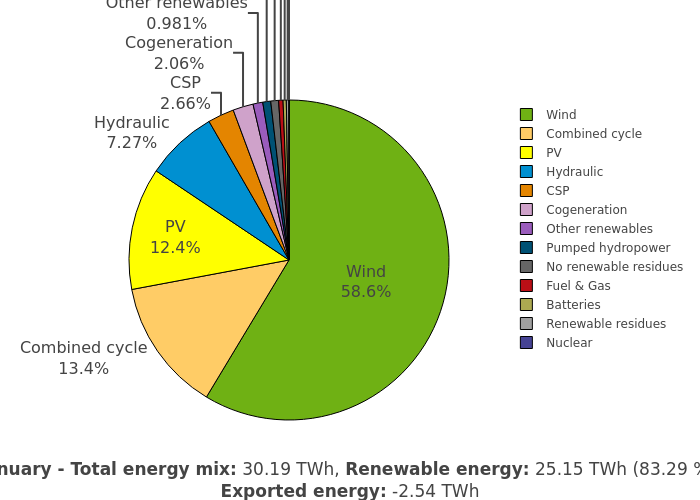 Other renewables
0.981%
Cogeneration
2.06%
CSP
2.66%
Hydraulic
7.27%
PV
12.4%
Wind
58.6%
Combined cycle
13.4%
Wind
Combined cycle
PV
Hydraulic
CSP
Cogeneration
Other renewables
Pumped hydropower
No renewable residues
Fuel & Gas
Batteries
Renewable residues
Nuclear
nuary - Total energy mix: 30.19 TWh, Renewable energy: 25.15 TWh (83.29 %
Exported energy: -2.54 TWh